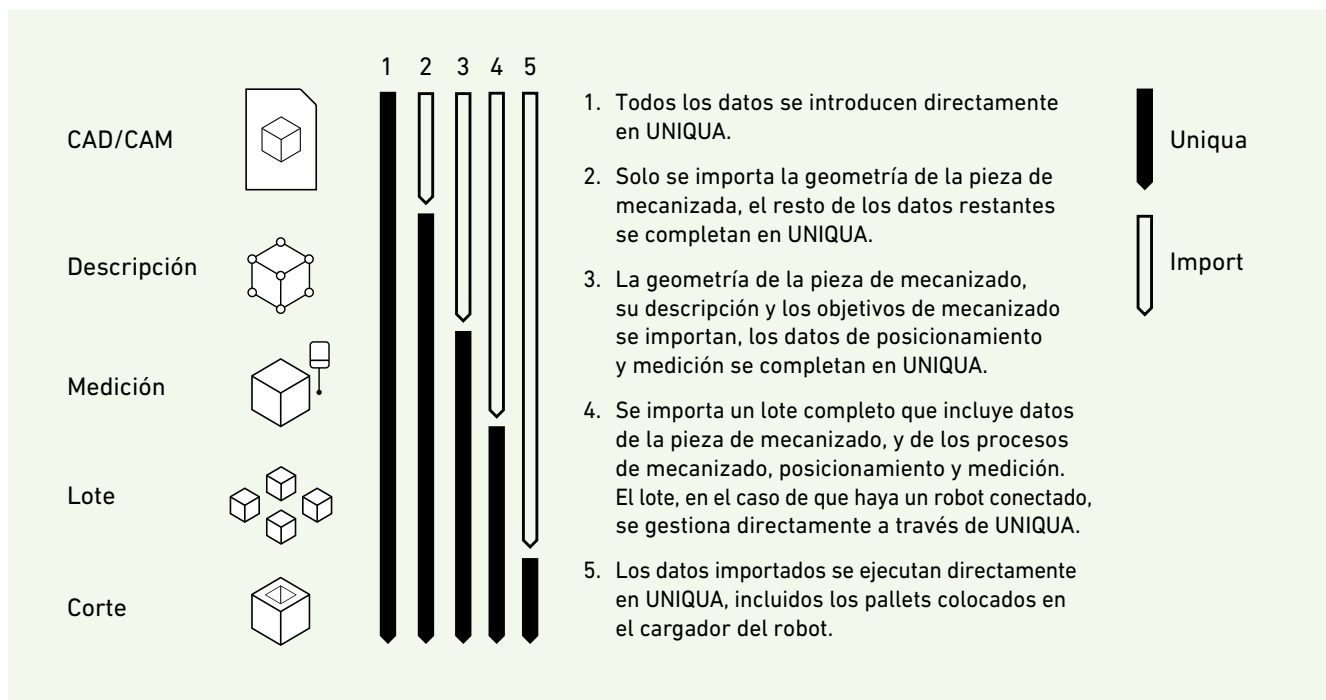 1 2 3 4 5
CAD/CAM
Descripción
Medición
Lote
Corte
1. Todos los datos se introducen directamente
en UNIQUA.
2. Solo se importa la geometría de la pieza de
mecanizada, el resto de los datos restantes
se completan en UNIQUA.
3. La geometría de la pieza de mecanizado,
su descripción y los objetivos de mecanizado
se importan, los datos de posicionamiento
y medición se completan en UNIQUA.
4. Se importa un lote completo que incluye datos
de la pieza de mecanizado, y de los procesos
de mecanizado, posicionamiento y medición.
El lote, en el caso de que haya un robot conectado,
se gestiona directamente a través de UNIQUA.
5. Los datos importados se ejecutan directamente
en UNIQUA, incluidos los pallets colocados en
el cargador del robot.
Uniqua
Import